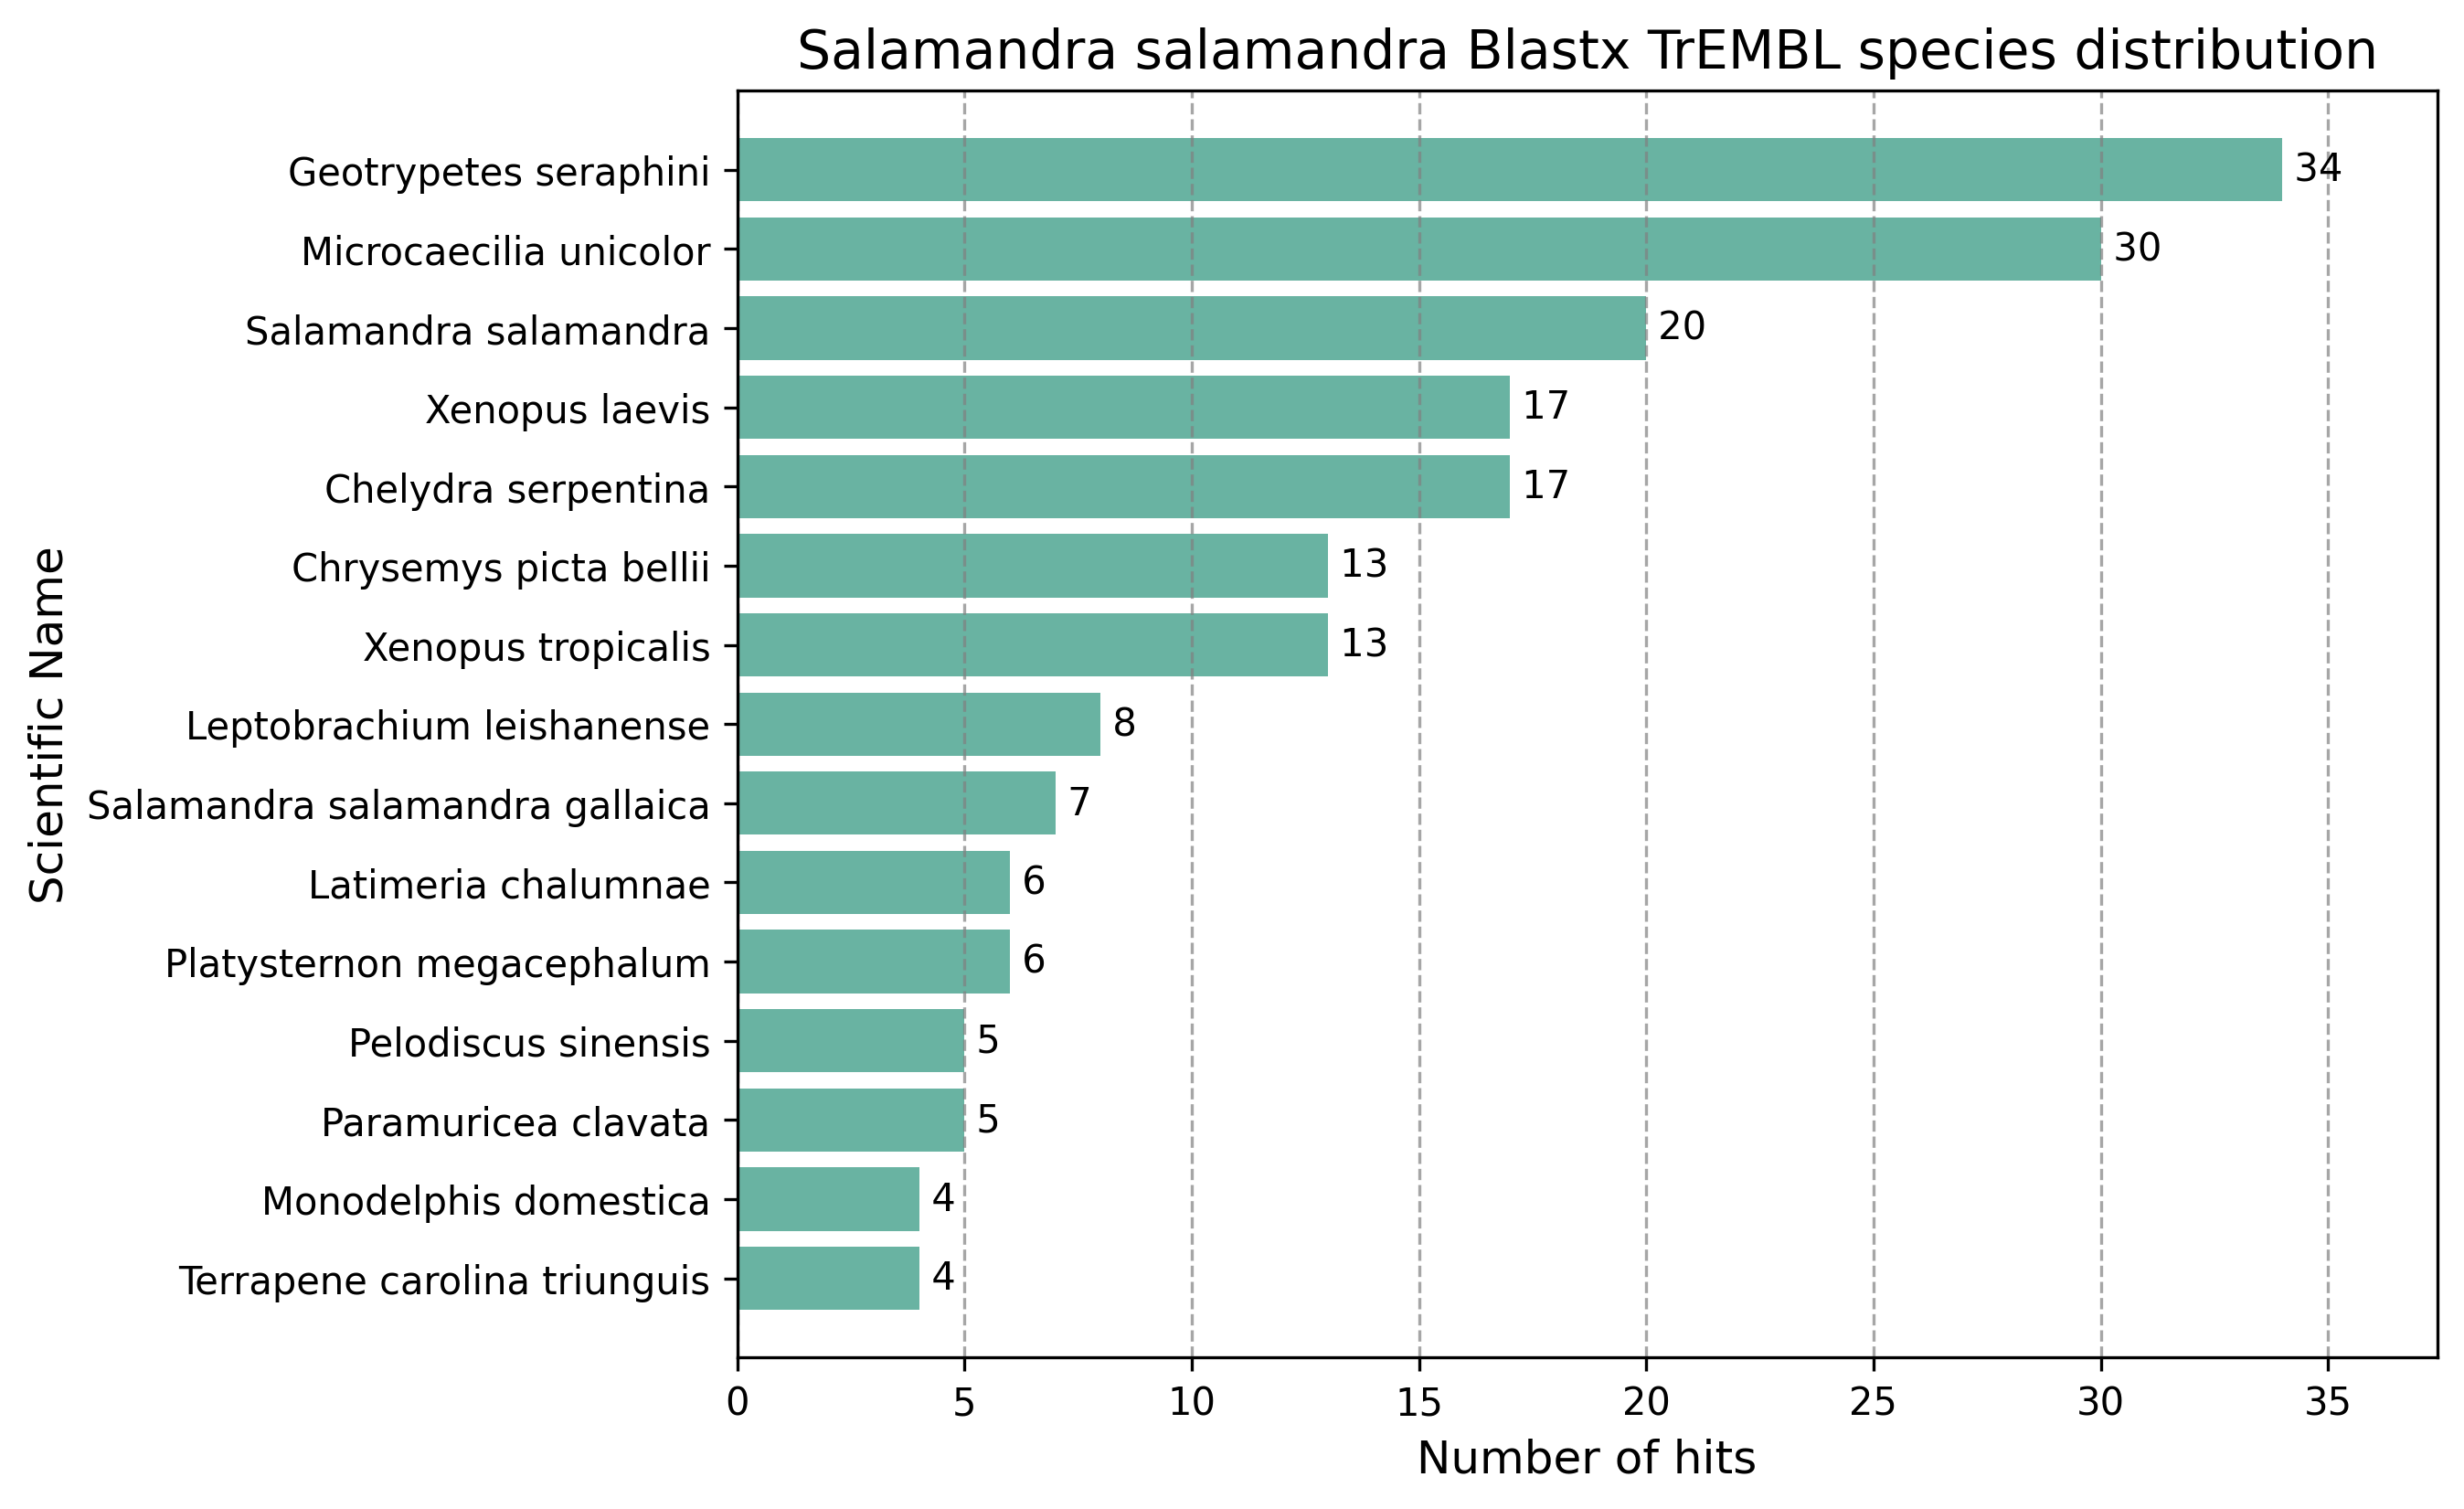 Salamandra salamandra Blastx TrEMBL species distribution
Scientific Name
Geotrypetes seraphini 34
Microcaecilia unicolor 30
Salamandra salamandra 20
Xenopus laevis 17
Chelydra serpentina 17
Chrysemys picta bellii 13
Xenopus tropicalis 13
Leptobrachium leishanense 8
Salamandra salamandra gallaica 7
Latimeria chalumnae 6
Platysternon megacephalum 6
Pelodiscus sinensis 5
Paramuricea clavata 5
Monodelphis domestica 4
Terrapene carolina triunguis 4
0 5 10 15 20 25 30 35
Number of hits